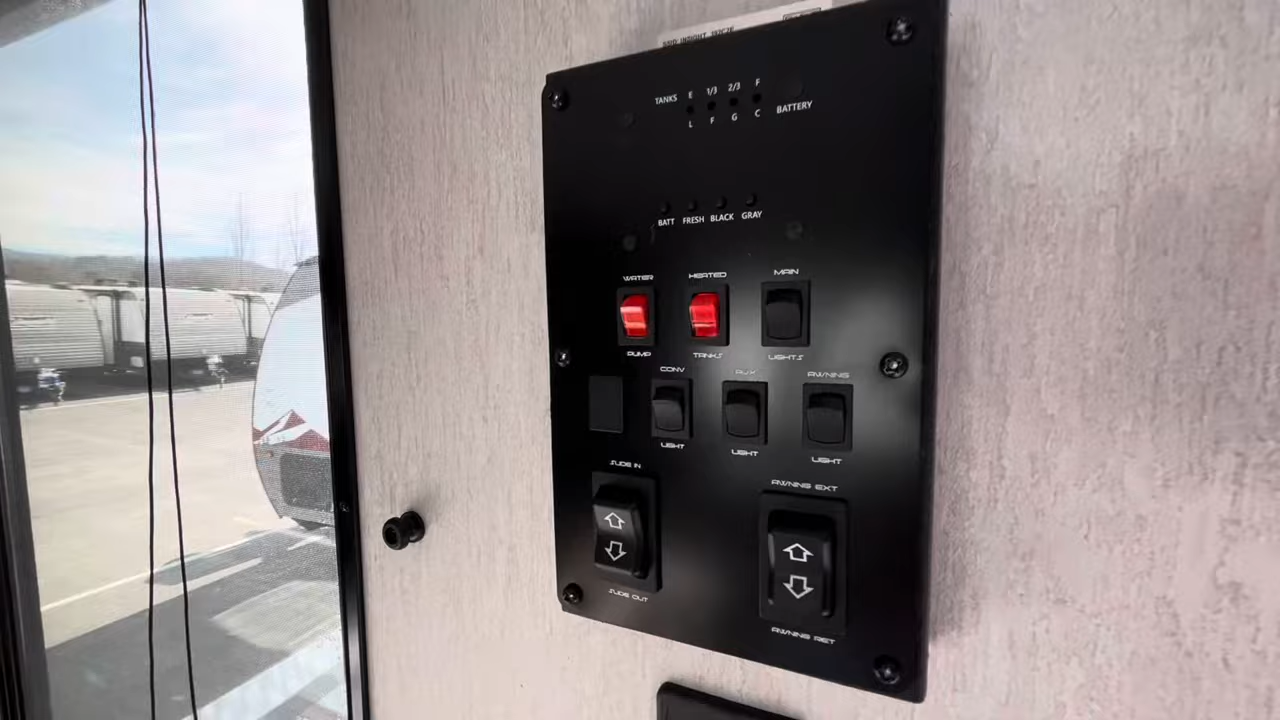 TANKS E 1/3 2/3 F
L F G C BATTERY
BATT FRESH BLACK GRAY
WATER HEATED MAIN
PUMP TANKS LIGHTS
CONV AUX AWNING
LIGHT LIGHT LIGHT
SLIDE IN
AWNING EXT
SLIDE OUT
AWNING RET